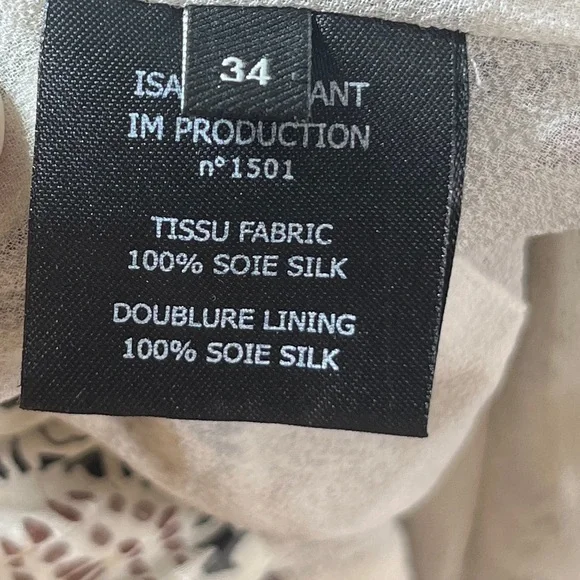 34
ISA ANT
IM PRODUCTION
n°1501
TISSU FABRIC
100% SOIE SILK
DOUBLURE LINING
100% SOIE SILK